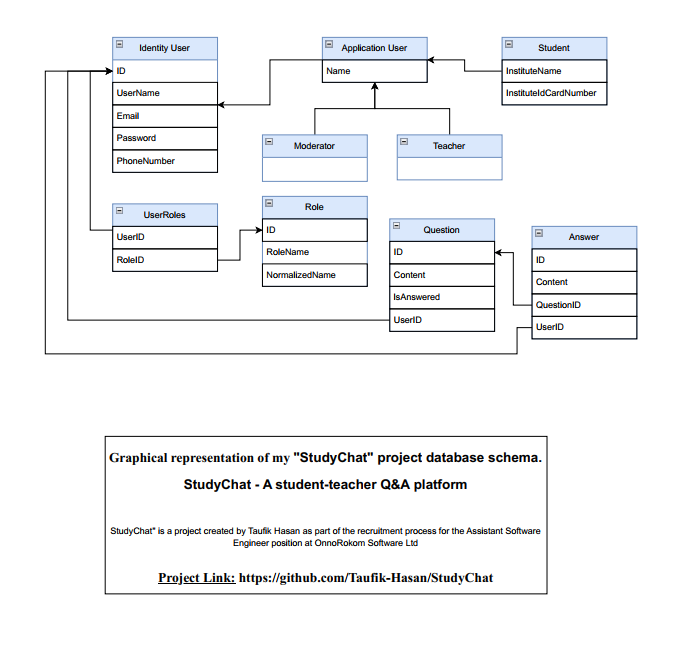 Identity User
ID
UserName
Email
Password
PhoneNumber
Application User
Name
Student
InstituteName
InstituteIdCardNumber
Moderator
Teacher
UserRoles
UserID
RoleID
Role
ID
RoleName
NormalizedName
Question
ID
Content
IsAnswered
UserID
Answer
ID
Content
QuestionID
UserID
Graphical representation of my "StudyChat" project database schema.
StudyChat - A student-teacher Q&A platform
StudyChat" is a project created by Taufik Hasan as part of the recruitment process for the Assistant Software
Engineer position at OnnoRokom Software Ltd
Project Link: https://github.com/Taufik-Hasan/StudyChat